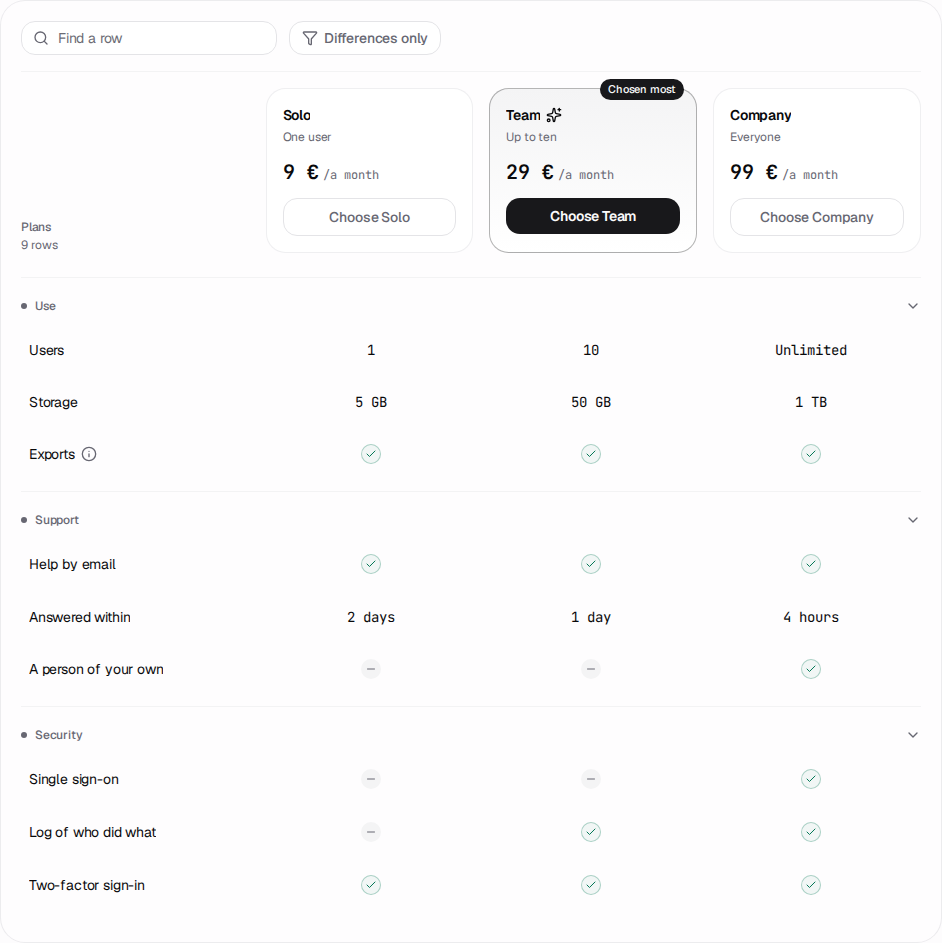 Find a row
Differences only
Chosen most
Solo
One user
9 € /a month
Choose Solo
Team
Up to ten
29 € /a month
Choose Team
Company
Everyone
99 € /a month
Choose Company
Plans
9 rows
Use
Users 1 10 Unlimited
Storage 5 GB 50 GB 1 TB
Exports
Support
Help by email
Answered within 2 days 1 day 4 hours
A person of your own
Security
Single sign-on
Log of who did what
Two-factor sign-in